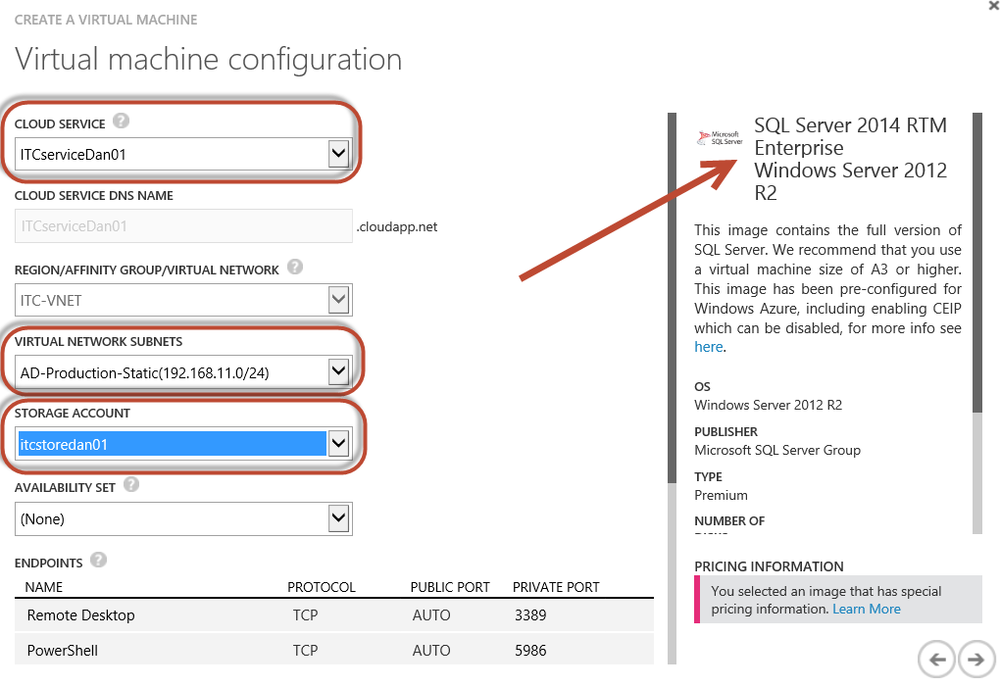 CREATE A VIRTUAL MACHINE
Virtual machine configuration
CLOUD SERVICE ?
ITCserviceDan01
CLOUD SERVICE DNS NAME
ITCserviceDan01 .cloudapp.net
REGION/AFFINITY GROUP/VIRTUAL NETWORK ?
ITC-VNET
VIRTUAL NETWORK SUBNETS
AD-Production-Static(192.168.11.0/24)
STORAGE ACCOUNT
itcstoredan01
AVAILABILITY SET ?
(None)
ENDPOINTS ?
NAME PROTOCOL PUBLIC PORT PRIVATE PORT
Remote Desktop TCP AUTO 3389
PowerShell TCP AUTO 5986
Microsoft
SQL Server
SQL Server 2014 RTM
Enterprise
Windows Server 2012
R2
This image contains the full version of
SQL Server. We recommend that you use
a virtual machine size of A3 or higher.
This image has been pre-configured for
Windows Azure, including enabling CEIP
which can be disabled, for more info see
here.
OS
Windows Server 2012 R2
PUBLISHER
Microsoft SQL Server Group
TYPE
Premium
NUMBER OF
PRICING INFORMATION
You selected an image that has special
pricing information. Learn More